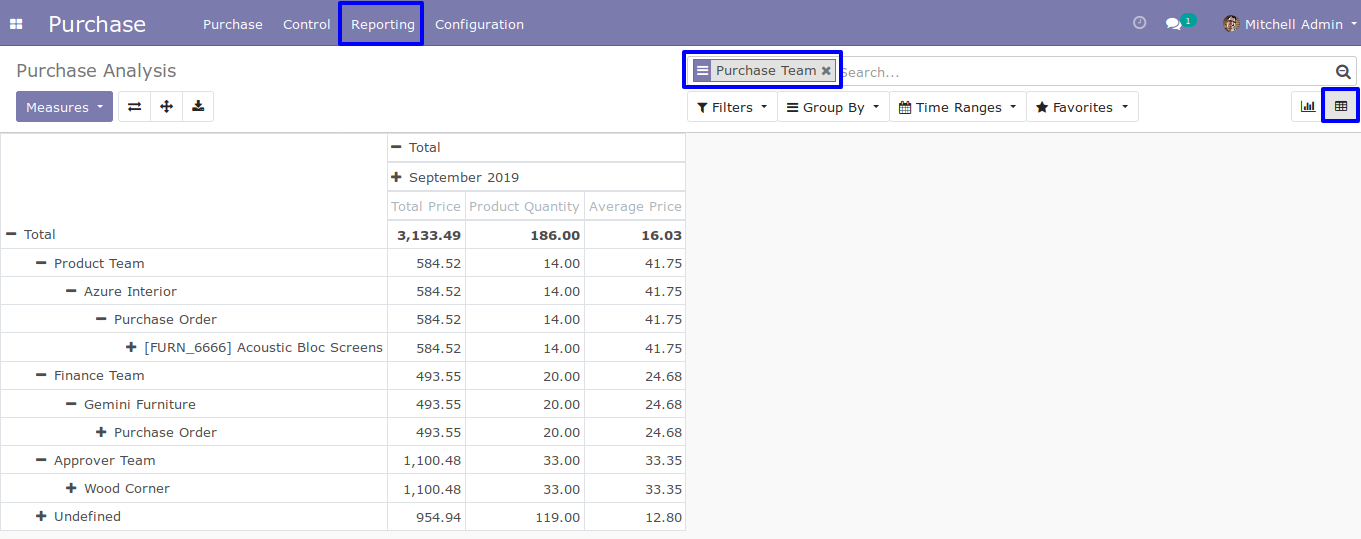 Purchase Purchase Control Reporting Configuration 1 Mitchell Admin
Purchase Analysis Purchase Team Search...
Measures Filters Group By Time Ranges Favorites
Total
September 2019
Total Price Product Quantity Average Price
Total 3,133.49 186.00 16.03
Product Team 584.52 14.00 41.75
Azure Interior 584.52 14.00 41.75
Purchase Order 584.52 14.00 41.75
[FURN_6666] Acoustic Bloc Screens 584.52 14.00 41.75
Finance Team 493.55 20.00 24.68
Gemini Furniture 493.55 20.00 24.68
Purchase Order 493.55 20.00 24.68
Approver Team 1,100.48 33.00 33.35
Wood Corner 1,100.48 33.00 33.35
Undefined 954.94 119.00 12.80